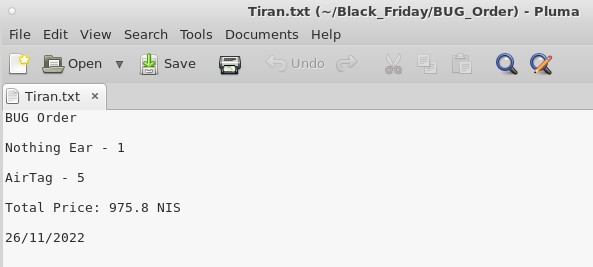 Tiran.txt (~/Black_Friday/BUG_Order) - Pluma
File Edit View Search Tools Documents Help
Open Save Undo
Tiran.txt ×
BUG Order
Nothing Ear - 1
AirTag - 5
Total Price: 975.8 NIS
26/11/2022